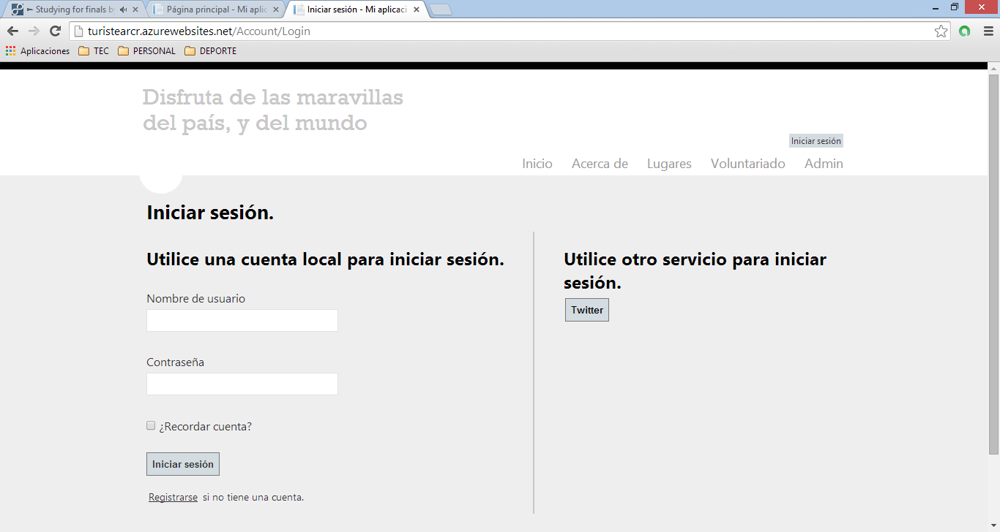 Studying for finals b
Página principal - Mi aplic
Iniciar sesión - Mi aplicaci
turistearcr.azurewebsites.net/Account/Login
Aplicaciones TEC PERSONAL DEPORTE
Disfruta de las maravillas
del país, y del mundo
Iniciar sesión
Inicio Acerca de Lugares Voluntariado Admin
Iniciar sesión.
Utilice una cuenta local para iniciar sesión.
Nombre de usuario
Contraseña
¿Recordar cuenta?
Iniciar sesión
Registrarse si no tiene una cuenta.
Utilice otro servicio para iniciar
sesión.
Twitter